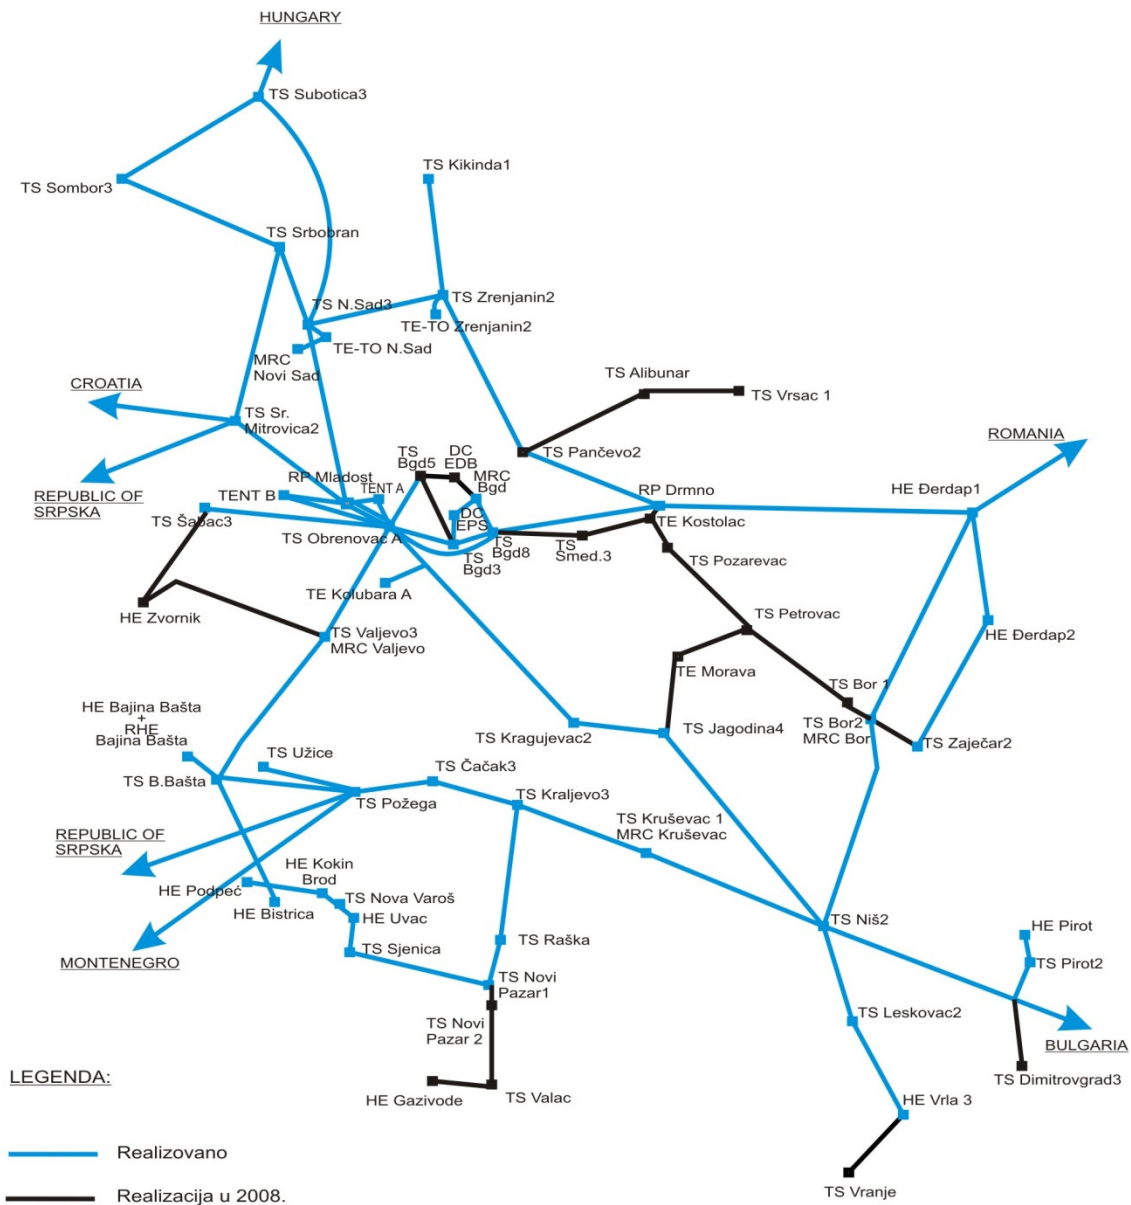 HUNGARY
TS Subotica3
TS Kikinda1
TS Sombor3
TS Srbobran
TS N.Sad3
TS Zrenjanin2
TE-TO Zrenjanin2
TE-TO N.Sad
MRC
Novi Sad
TS Alibunar
CROATIA
TS Vrsac 1
TS Sr.
Mitrovica2
ROMANIA
TS
Bgd5
DC
EDB
TS Pančevo2
RP Mladost
MRC
Bgd
REPUBLIC OF
SRPSKA
TENT B
TENT A
RP Drmno
HE Đerdap1
TS Šabac3
DC
EPS
TE Kostolac
TS Obrenovac A
TS
Bgd3
TS
Bgd8
TS
Smed.3
TS Pozarevac
TE Kolubara A
HE Zvornik
TS Petrovac
TS Valjevo3
MRC Valjevo
HE Đerdap2
TE Morava
TS Bor 1
HE Bajina Bašta
+
RHE
Bajina Bašta
TS Bor2
MRC Bor
TS Jagodina4
TS Kragujevac2
TS Zaječar2
TS Užice
TS Čačak3
TS B.Bašta
TS Požega
TS Kraljevo3
TS Kruševac 1
MRC Kruševac
REPUBLIC OF
SRPSKA
HE Kokin
Brod
HE Podpeć
TS Nova Varoš
HE Bistrica
HE Uvac
TS Niš2
HE Pirot
TS Raška
TS Sjenica
MONTENEGRO
TS Pirot2
TS Novi
Pazar1
TS Leskovac2
TS Novi
Pazar 2
BULGARIA
LEGENDA:
TS Dimitrovgrad3
HE Gazivode
TS Valac
HE Vrla 3
Realizovano
TS Vranje
Realizacija u 2008.